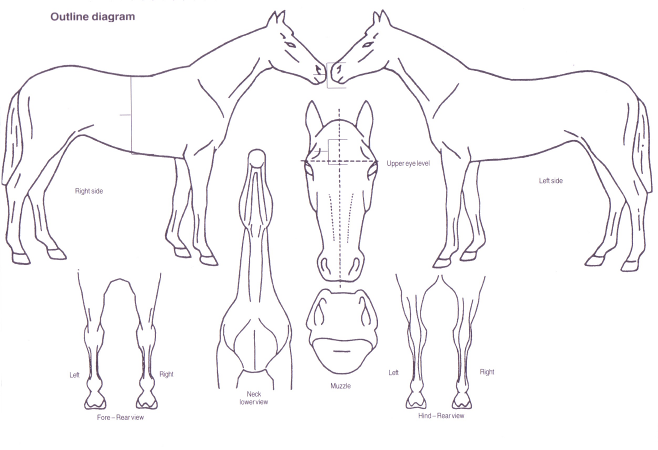 Outline diagram
Upper eye level
Right side
Left side
Left
Right
Left
Right
Neck
lower view
Muzzle
Fore – Rear view
Hind – Rear view